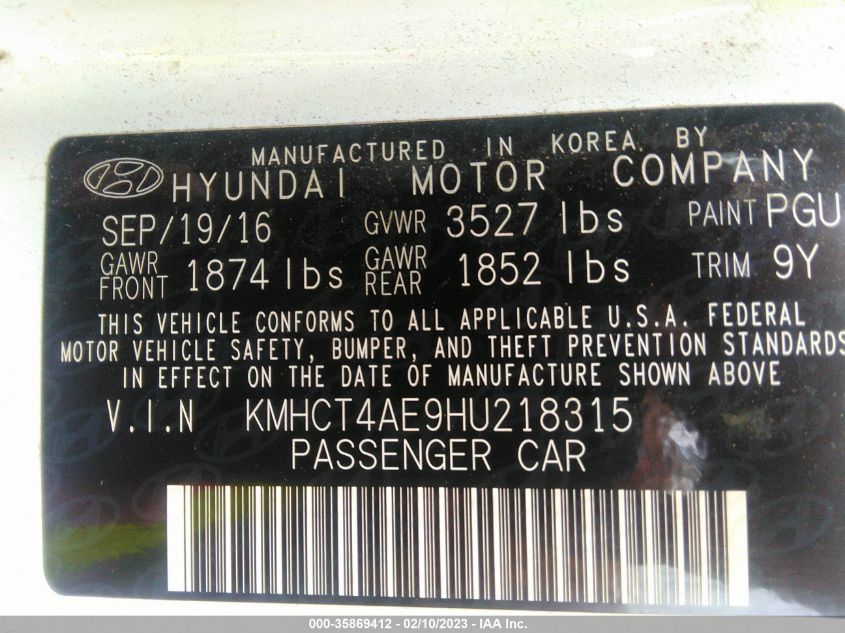 MANUFACTURED IN KOREA BY
HYUNDAI MOTOR COMPANY
SEP/19/16 GVWR 3527 lbs PAINT PGU
GAWR FRONT 1874 lbs GAWR REAR 1852 lbs TRIM 9Y
THIS VEHICLE CONFORMS TO ALL APPLICABLE U.S.A. FEDERAL
MOTOR VEHICLE SAFETY, BUMPER, AND THEFT PREVENTION STANDARDS
IN EFFECT ON THE DATE OF MANUFACTURE SHOWN ABOVE
V.I.N KMHCT4AE9HU218315
PASSENGER CAR
000-35869412 - 02/10/2023 - IAA Inc.